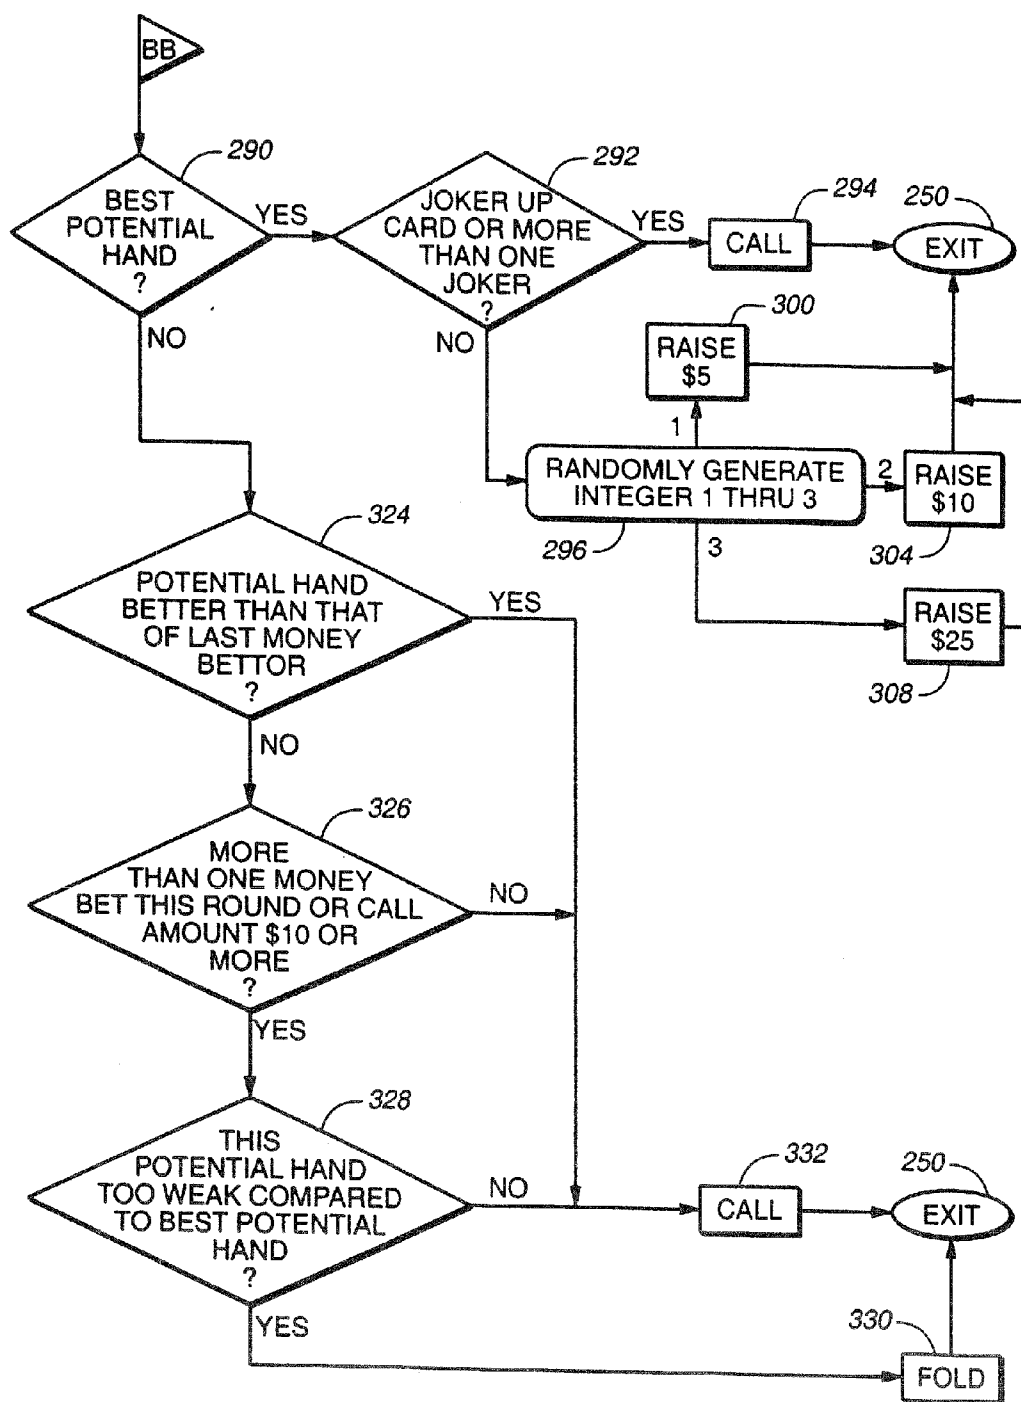 BB
290
BEST
POTENTIAL
HAND
?
YES
NO
292
JOKER UP
CARD OR MORE
THAN ONE
JOKER
?
YES
NO
294
CALL
250
EXIT
300
RAISE
$5
1
RANDOMLY GENERATE
INTEGER 1 THRU 3
296
2
RAISE
$10
304
3
RAISE
$25
308
324
POTENTIAL HAND
BETTER THAN THAT
OF LAST MONEY
BETTOR
?
YES
NO
326
MORE
THAN ONE MONEY
BET THIS ROUND OR CALL
AMOUNT $10 OR
MORE
?
NO
YES
328
THIS
POTENTIAL HAND
TOO WEAK COMPARED
TO BEST POTENTIAL
HAND
?
NO
YES
332
CALL
250
EXIT
330
FOLD